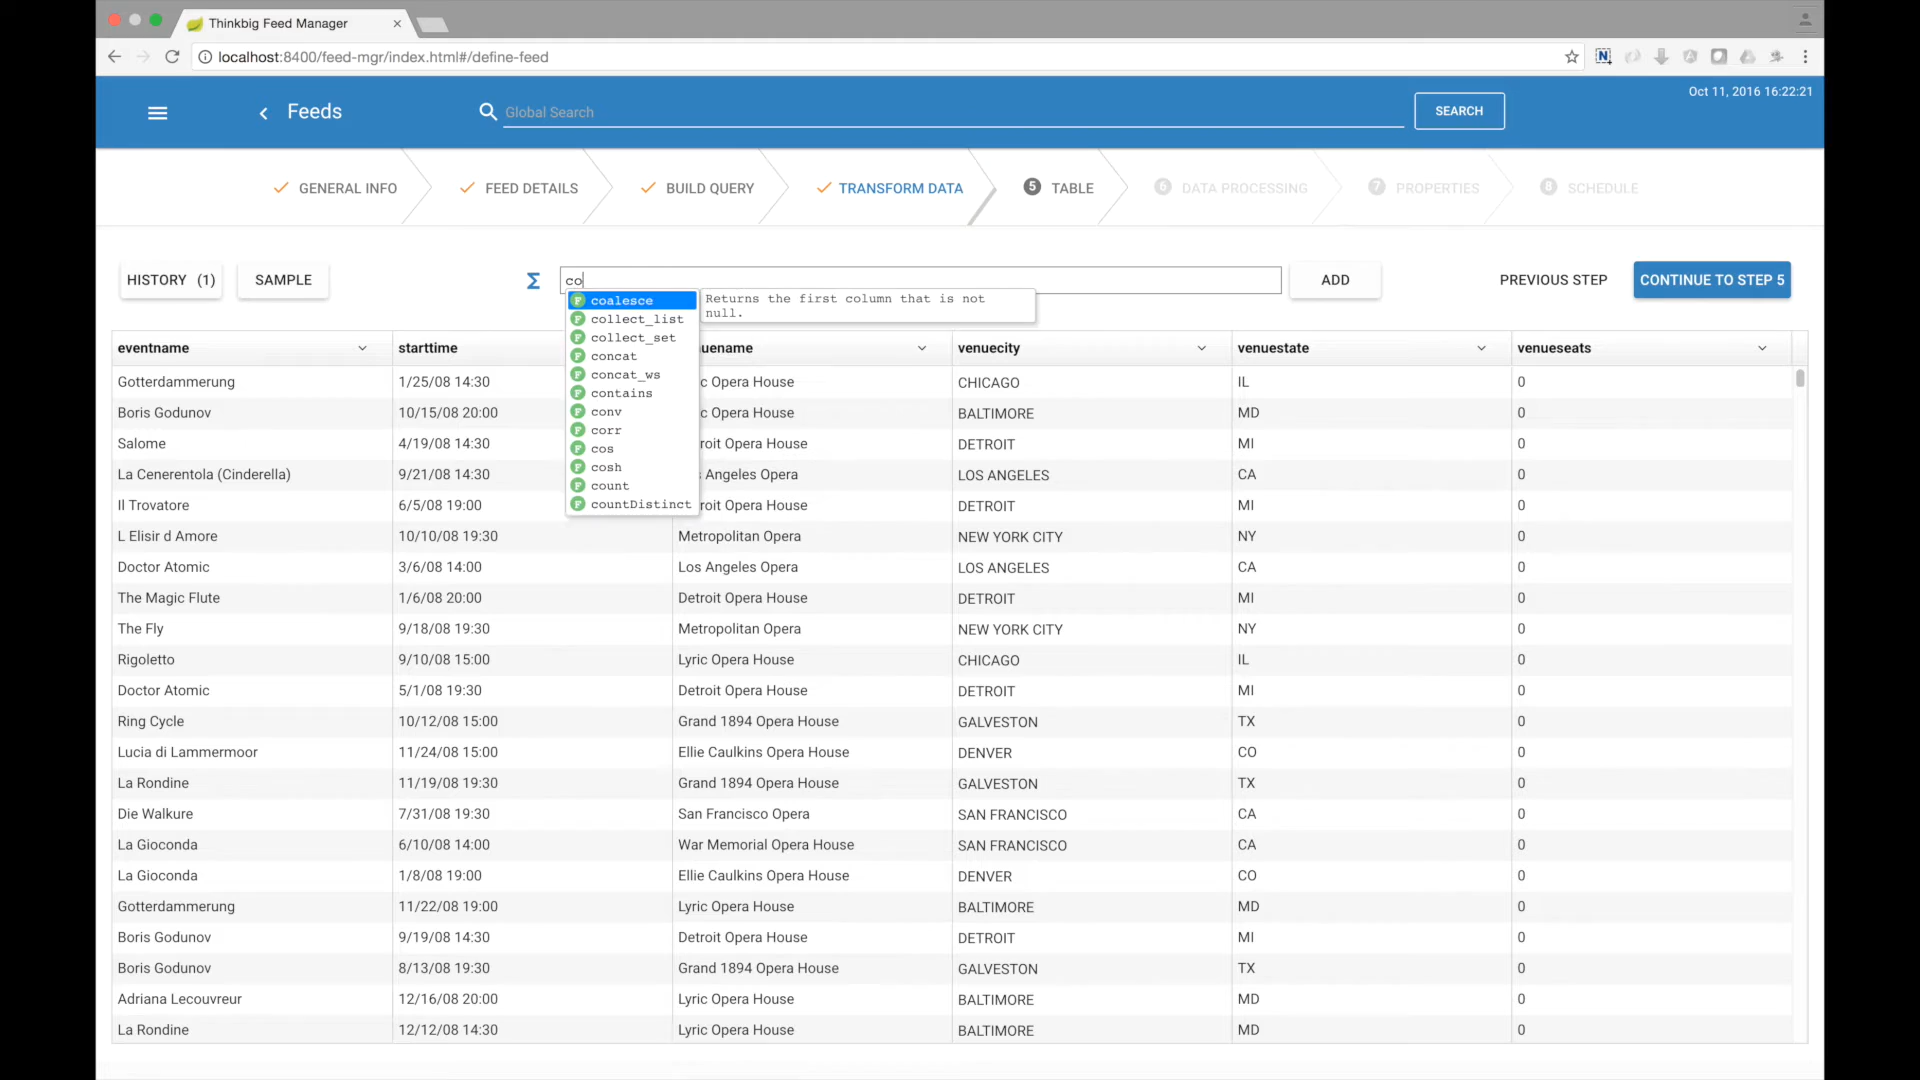 Thinkbig Feed Manager
localhost:8400/feed-mgr/index.html#/define-feed
Oct 11, 2016 16:22:21
Feeds
Global Search
SEARCH
GENERAL INFO
FEED DETAILS
BUILD QUERY
TRANSFORM DATA
5 TABLE
6 DATA PROCESSING
7 PROPERTIES
8 SCHEDULE
HISTORY (1)
SAMPLE
Σ
co
ADD
PREVIOUS STEP
CONTINUE TO STEP 5
F coalesce
F collect_list
F collect_set
F concat
F concat_ws
F contains
F conv
F corr
F cos
F cosh
F count
F countDistinct
Returns the first column that is not
null.
eventname starttime uename venuecity venuestate venueseats
Gotterdammerung 1/25/08 14:30 c Opera House CHICAGO IL 0
Boris Godunov 10/15/08 20:00 c Opera House BALTIMORE MD 0
Salome 4/19/08 14:30 roit Opera House DETROIT MI 0
La Cenerentola (Cinderella) 9/21/08 14:30 s Angeles Opera LOS ANGELES CA 0
Il Trovatore 6/5/08 19:00 roit Opera House DETROIT MI 0
L Elisir d Amore 10/10/08 19:30 Metropolitan Opera NEW YORK CITY NY 0
Doctor Atomic 3/6/08 14:00 Los Angeles Opera LOS ANGELES CA 0
The Magic Flute 1/6/08 20:00 Detroit Opera House DETROIT MI 0
The Fly 9/18/08 19:30 Metropolitan Opera NEW YORK CITY NY 0
Rigoletto 9/10/08 15:00 Lyric Opera House CHICAGO IL 0
Doctor Atomic 5/1/08 19:30 Detroit Opera House DETROIT MI 0
Ring Cycle 10/12/08 15:00 Grand 1894 Opera House GALVESTON TX 0
Lucia di Lammermoor 11/24/08 15:00 Ellie Caulkins Opera House DENVER CO 0
La Rondine 11/19/08 19:30 Grand 1894 Opera House GALVESTON TX 0
Die Walkure 7/31/08 19:30 San Francisco Opera SAN FRANCISCO CA 0
La Gioconda 6/10/08 14:00 War Memorial Opera House SAN FRANCISCO CA 0
La Gioconda 1/8/08 19:00 Ellie Caulkins Opera House DENVER CO 0
Gotterdammerung 11/22/08 19:00 Lyric Opera House BALTIMORE MD 0
Boris Godunov 9/19/08 14:30 Detroit Opera House DETROIT MI 0
Boris Godunov 8/13/08 19:30 Grand 1894 Opera House GALVESTON TX 0
Adriana Lecouvreur 12/16/08 20:00 Lyric Opera House BALTIMORE MD 0
La Rondine 12/12/08 14:30 Lyric Opera House BALTIMORE MD 0